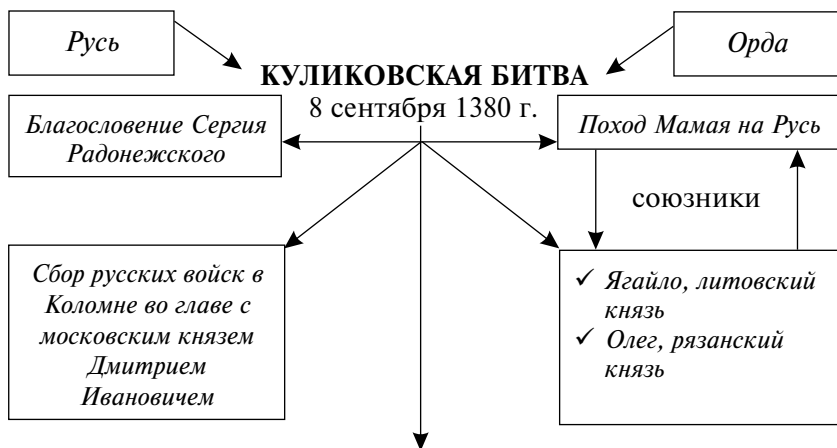 Русь
Орда
КУЛИКОВСКАЯ БИТВА
8 сентября 1380 г.
Благословение Сергия
Радонежского
Поход Мамая на Русь
союзники
Сбор русских войск в
Коломне во главе с
московским князем
Дмитрием
Ивановичем
✓ Ягайло, литовский
князь
✓ Олег, рязанский
князь